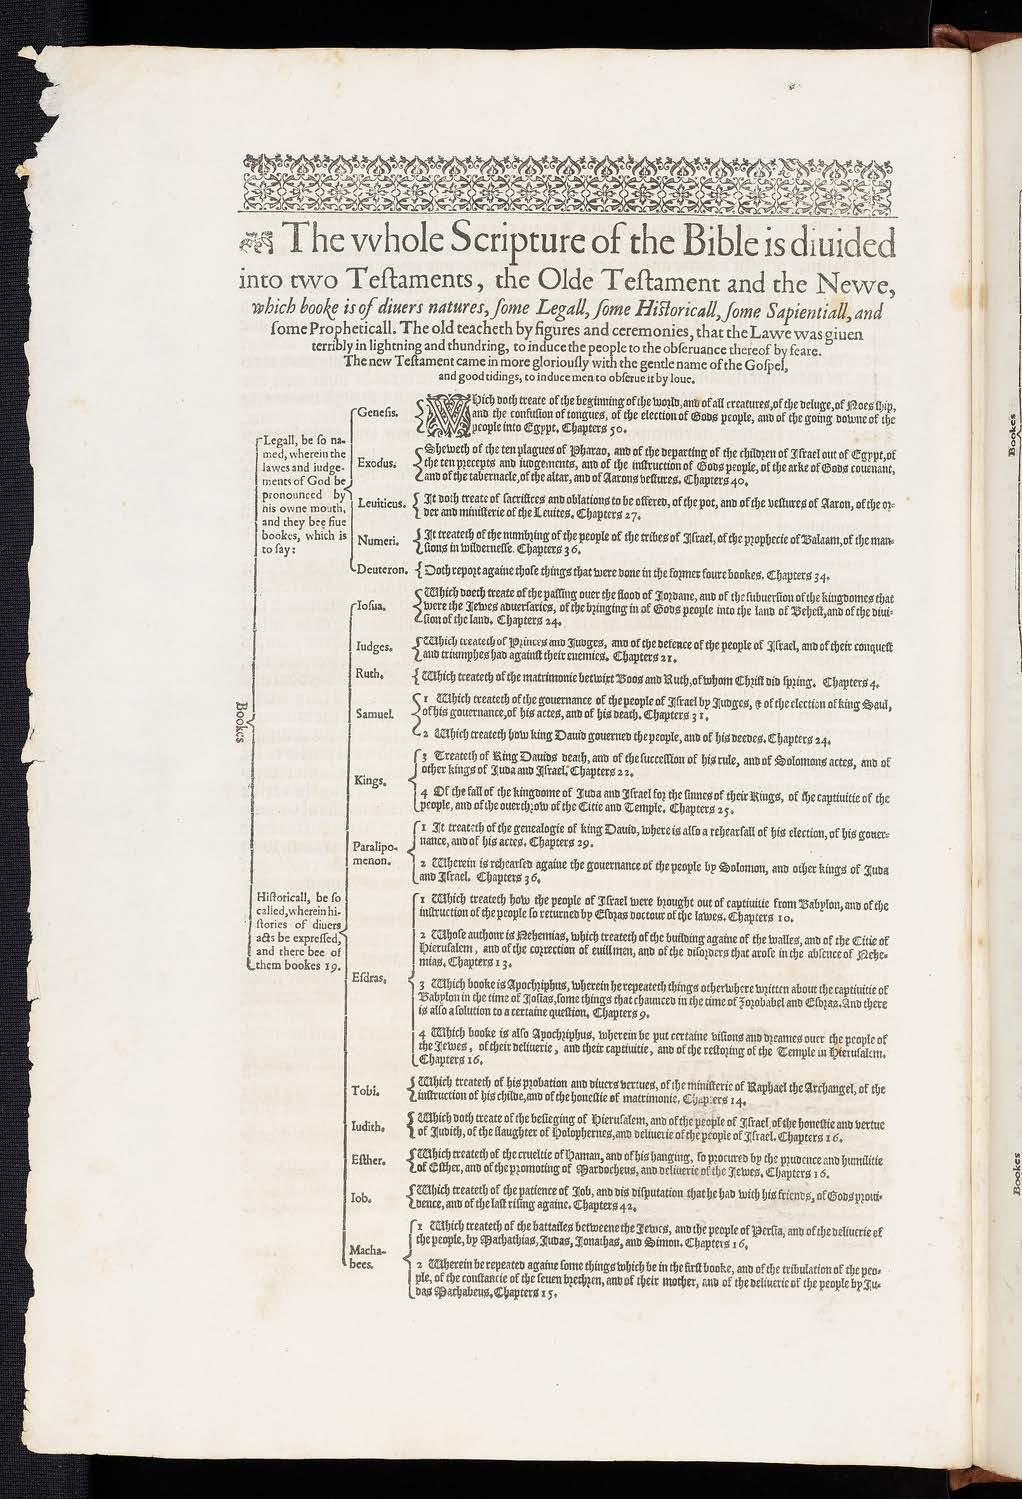 The vvhole Scripture of the Bible is diuided
into two Teſtaments, the Olde Teſtament and the Nevve,
which booke is of diuers natures, ſome Legall, ſome Hiſtoricall, ſome Sapientiall, and
ſome Propheticall. The old teacheth by figures and ceremonies, that the Lawe was giuen
terribly in lightning and thundring, to induce the people to the obſeruance thereof by feare.
The new Teſtament came in more gloriouſly with the gentle name of the Goſpel,
and good tidings, to induce men to obſerue it by loue.
Bookes
Legall, be ſo na-
med, wherein the
lawes and iudge-
ments of God be
pronounced by
his owne mouth,
and they bee fiue
bookes, which is
to ſay:
Geneſis.
WHich doth treate of the beginning of the world, and of all creatures, of the deluge, of Noes ſhip,
and the confuſion of tongues, of the election of Gods people, and of the going downe of the
people into Egypt. Chapters 50.
Exodus.
Sheweth of the ten plagues of Pharao, and of the departing of the children of Iſrael out of Egypt, of
the ten precepts and iudgements, and of the inſtruction of Gods people, of the arke of Gods couenant,
and of the tabernacle, of the altar, and of Aarons veſtures. Chapters 40.
Leuiticus.
It doth treate of ſacrifices and oblations to be offered, of the pot, and of the veſtures of Aaron, of the or-
der and miniſterie of the Leuites. Chapters 27.
Numeri.
It treateth of the numbring of the people of the tribes of Iſrael, of the prophecie of Balaam, of the man-
ſions in wilderneſſe. Chapters 36.
Deuteron.
Doth report againe thoſe things that were done in the former foure bookes. Chapters 34.
Hiſtoricall, be ſo
called, wherein hi-
ſtories of diuers
acts be expreſſed,
and there bee of
them bookes 19.
Ioſua.
Which doeth treate of the paſſing ouer the flood of Iordane, and of the ſubuerſion of the kingdomes that
were the Iewes aduerſaries, of the bringing in of Gods people into the land of Beheſt, and of the diui-
ſion of the land. Chapters 24.
Iudges.
Which treateth of Princes and Iudges, and of the defence of the people of Iſrael, and of their conqueſt
and triumphes had againſt their enemies. Chapters 21.
Ruth.
Which treateth of the matrimonie betwixt Boos and Ruth, of whom Chriſt did ſpring. Chapters 4.
Samuel.
1 Which treateth of the gouernance of the people of Iſrael by Iudges, & of the election of king Saul,
of his gouernance, of his actes, and of his death. Chapters 31.
2 Which treateth how king Dauid gouerned the people, and of his deedes. Chapters 24.
Kings.
3 Treateth of King Dauids death, and of the ſucceſſion of his rule, and of Solomons actes, and of
other kings of Iuda and Iſrael. Chapters 22.
4 Of the fall of the kingdome of Iuda and Iſrael for the ſinnes of their Kings, of the captiuitie of the
people, and of the ouerthrow of the Citie and Temple. Chapters 25.
Paralipo-
menon.
1 It treateth of the genealogie of king Dauid, where is alſo a rehearſall of his election, of his gouer-
nance, and of his actes. Chapters 29.
2 Wherein is rehearſed againe the gouernance of the people by Solomon, and other kings of Iuda
and Iſrael. Chapters 36.
Eſdras.
1 Which treateth how the people of Iſrael were brought out of captiuitie from Babylon, and of the
inſtruction of the people ſo returned by Eſdras doctour of the lawes. Chapters 10.
2 Whoſe authour is Nehemias, which treateth of the building againe of the walles, and of the Citie of
Hieruſalem, and of the correction of euill men, and of the diſorders that aroſe in the abſence of Nehe-
mias. Chapters 13.
3 Which booke is Apochriphus, wherein he repeateth things otherwhere written about the captiuitie of
Babylon in the time of Ioſias, ſome things that chaunced in the time of Zorobabel and Eſdras. And there
is alſo a ſolution to a certaine queſtion. Chapters 9.
4 Which booke is alſo Apochriphus, wherein be put certaine viſions and dreames ouer the people of
the Iewes, of their deliuerie, and their captiuitie, and of the reſtoring of the Temple in Hieruſalem.
Chapters 16.
Tobi.
Which treateth of his probation and diuers vertues, of the miniſterie of Raphael the Archangel, of the
inſtruction of his childe, and of the honeſtie of matrimonie. Chapters 14.
Iudith.
Which doth treate of the beſieging of Hieruſalem, and of the people of Iſrael, of the honeſtie and vertue
of Iudith, of the ſlaughter of Holophernes, and deliuerie of the people of Iſrael. Chapters 16.
Eſther.
Which treateth of the crueltie of Haman, and of his hanging, ſo procured by the prudence and humilitie
of Eſther, and of the promoting of Mardocheus, and deliuerie of the Iewes. Chapters 16.
Iob.
Which treateth of the patience of Iob, and dis diſputation that he had with his friends, of Gods proui-
dence, and of the laſt riſing againe. Chapters 42.
Macha-
bees.
1 Which treateth of the battailes betweene the Iewes, and the people of Perſia, and of the deliuerie of
the people, by Mathathias, Iudas, Ionathas, and Simon. Chapters 16.
2 Wherein be repeated againe ſome things which be in the firſt booke, and of the tribulation of the peo-
ple, of the conſtancie of the ſeuen brethren, and of their mother, and of the deliuerie of the people by Iu-
das Machabeus. Chapters 15.
Bookes
Bookes